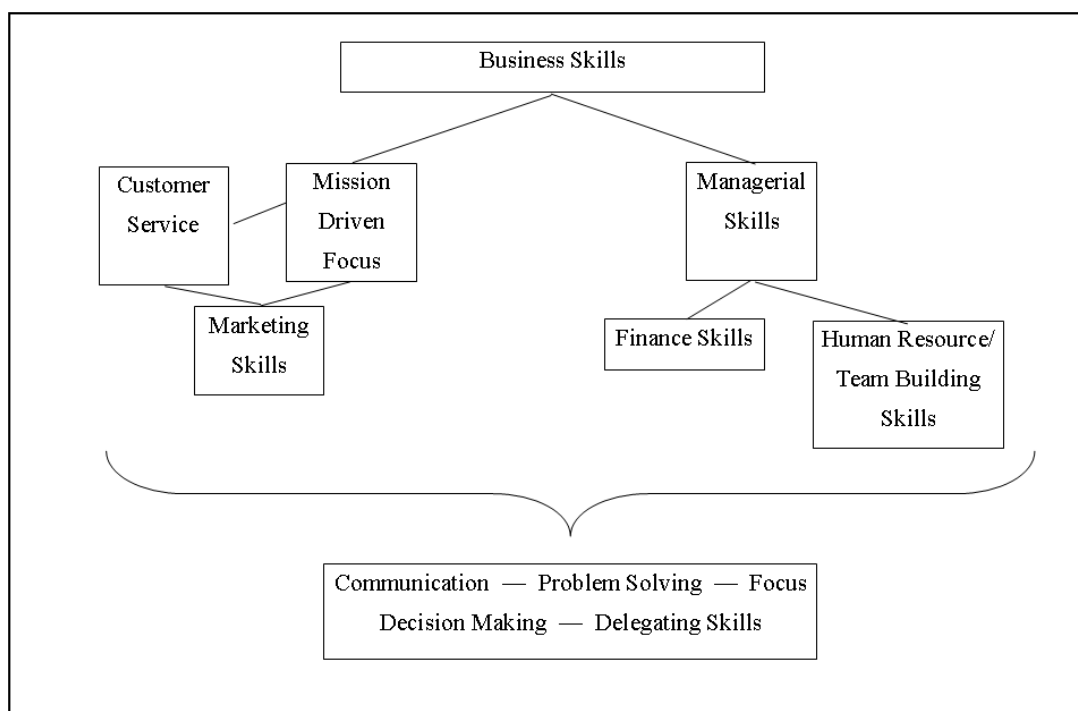 Business Skills
Customer
Service
Mission
Driven
Focus
Managerial
Skills
Marketing
Skills
Finance Skills
Human Resource/
Team Building
Skills
Communication — Problem Solving — Focus
Decision Making — Delegating Skills